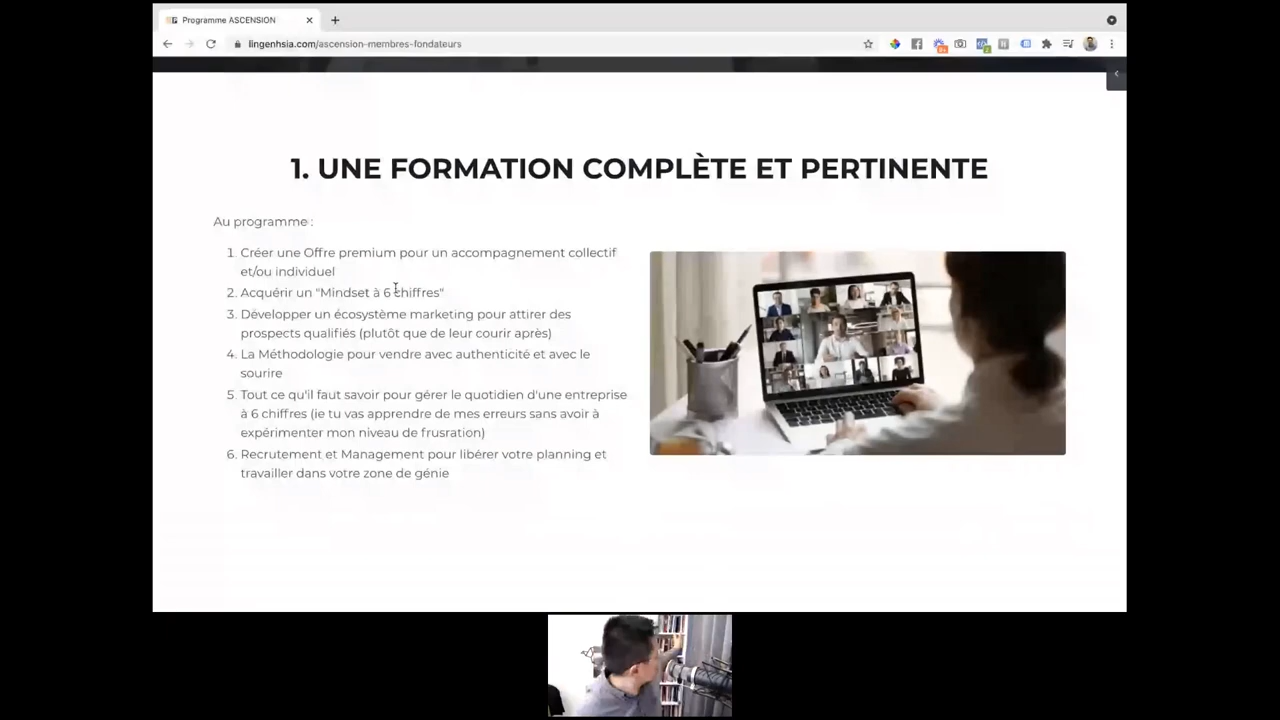 Programme ASCENSION
lingenhsia.com/ascension-membres-fondateurs
1. UNE FORMATION COMPLÈTE ET PERTINENTE
Au programme :
1. Créer une Offre premium pour un accompagnement collectif
et/ou individuel
2. Acquérir un "Mindset à 6 chiffres"
3. Développer un écosystème marketing pour attirer des
prospects qualifiés (plutôt que de leur courir après)
4. La Méthodologie pour vendre avec authenticité et avec le
sourire
5. Tout ce qu'il faut savoir pour gérer le quotidien d'une entreprise
à 6 chiffres (ie tu vas apprendre de mes erreurs sans avoir à
expérimenter mon niveau de frusration)
6. Recrutement et Management pour libérer votre planning et
travailler dans votre zone de génie